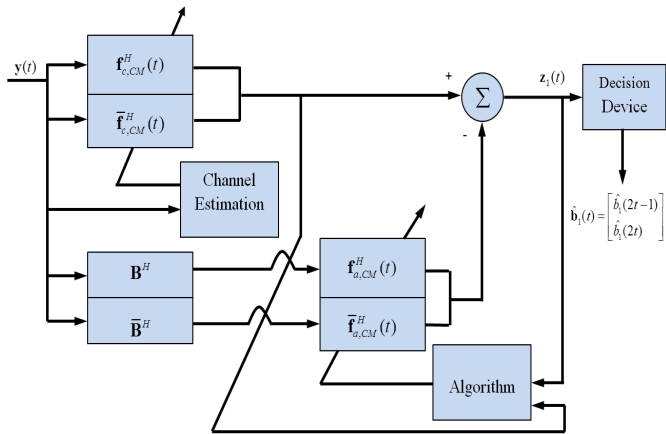 y(t)
f^H_{c,CM}(t)
f̄^H_{c,CM}(t)
Channel
Estimation
B^H
B̄^H
f^H_{a,CM}(t)
f̄^H_{a,CM}(t)
Algorithm
+
Σ
-
z_1(t)
Decision
Device
b̂_1(t) = [b̂_1(2t−1)
b̂_1(2t)]